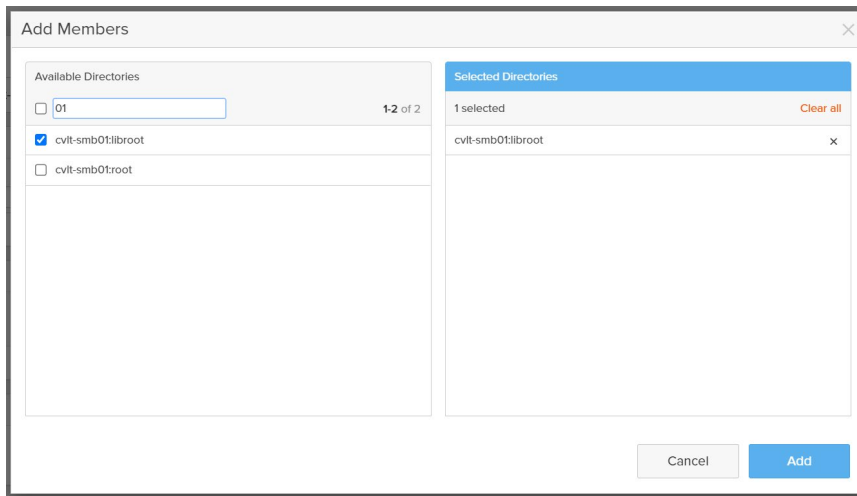 Add Members
Available Directories
01
1-2 of 2
cvlt-smb01:libroot
cvlt-smb01:root
Selected Directories
1 selected
Clear all
cvlt-smb01:libroot
Cancel
Add